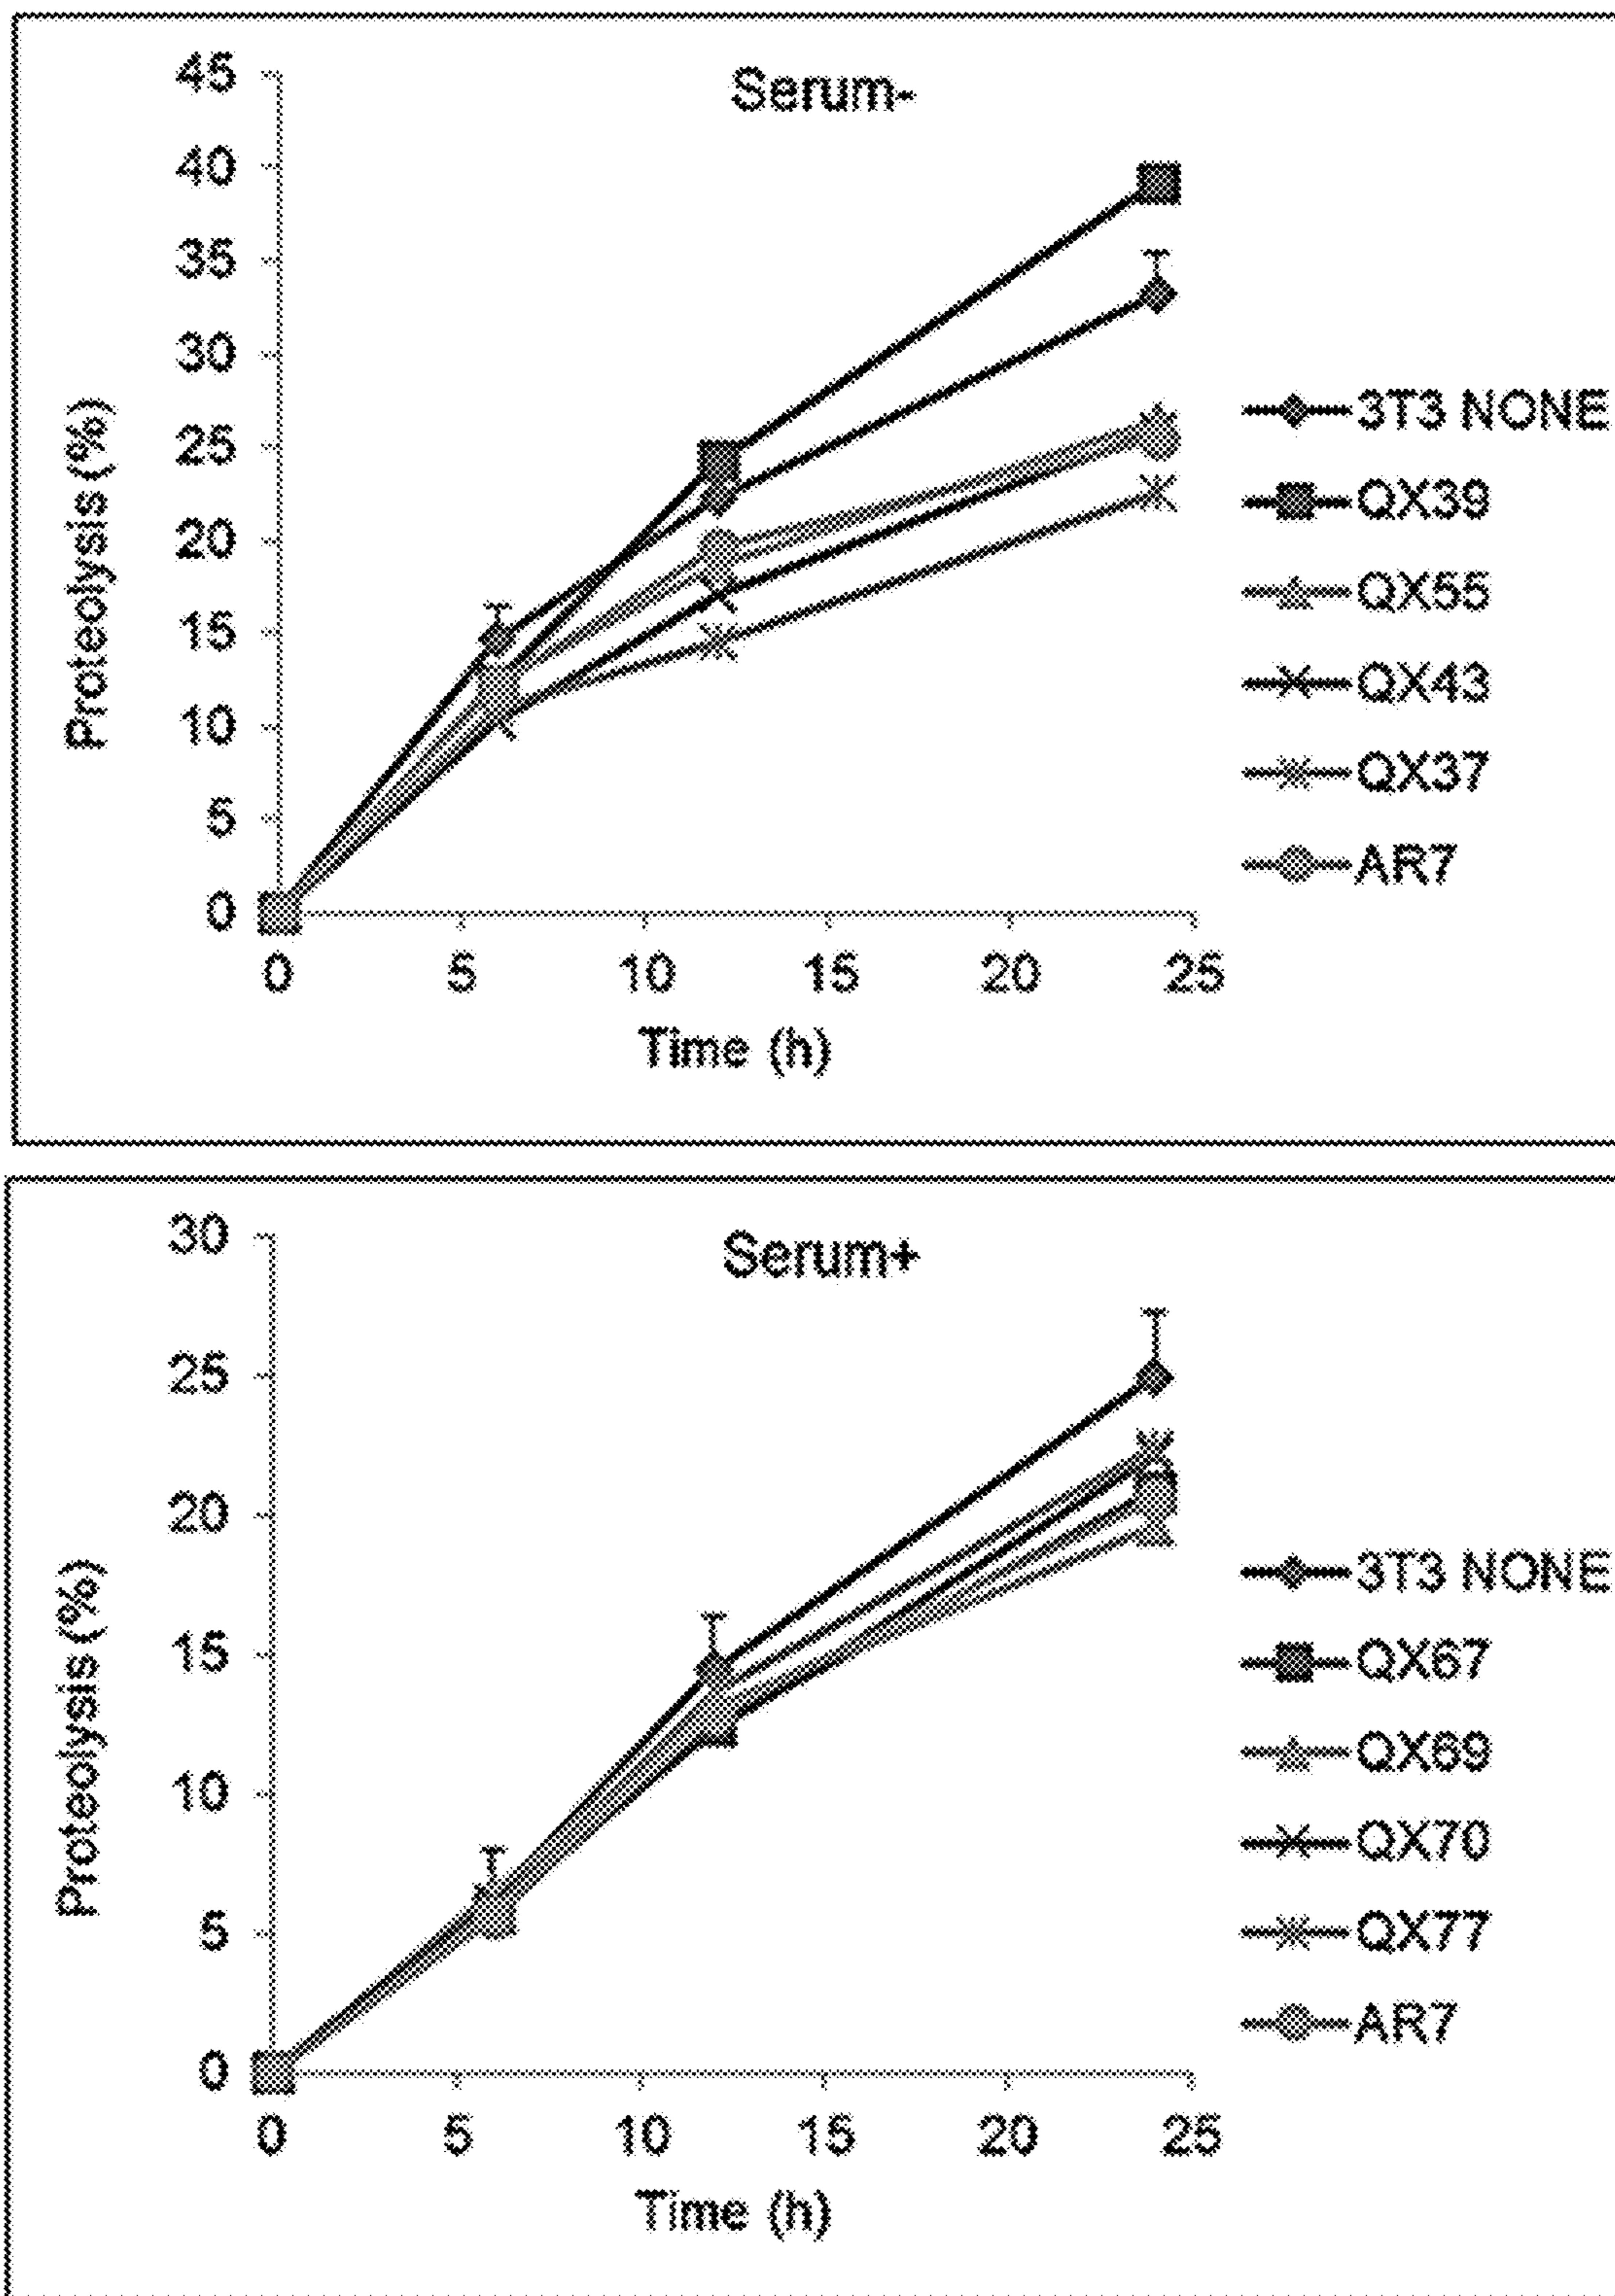 Serum-
45
40
35
30
25
20
15
10
5
0
Proteolysis (%)
0 5 10 15 20 25
Time (h)
3T3 NONE
QX39
QX55
QX43
QX37
AR7
Serum+
30
25
20
15
10
5
0
Proteolysis (%)
0 5 10 15 20 25
Time (h)
3T3 NONE
QX67
QX69
QX70
QX77
AR7